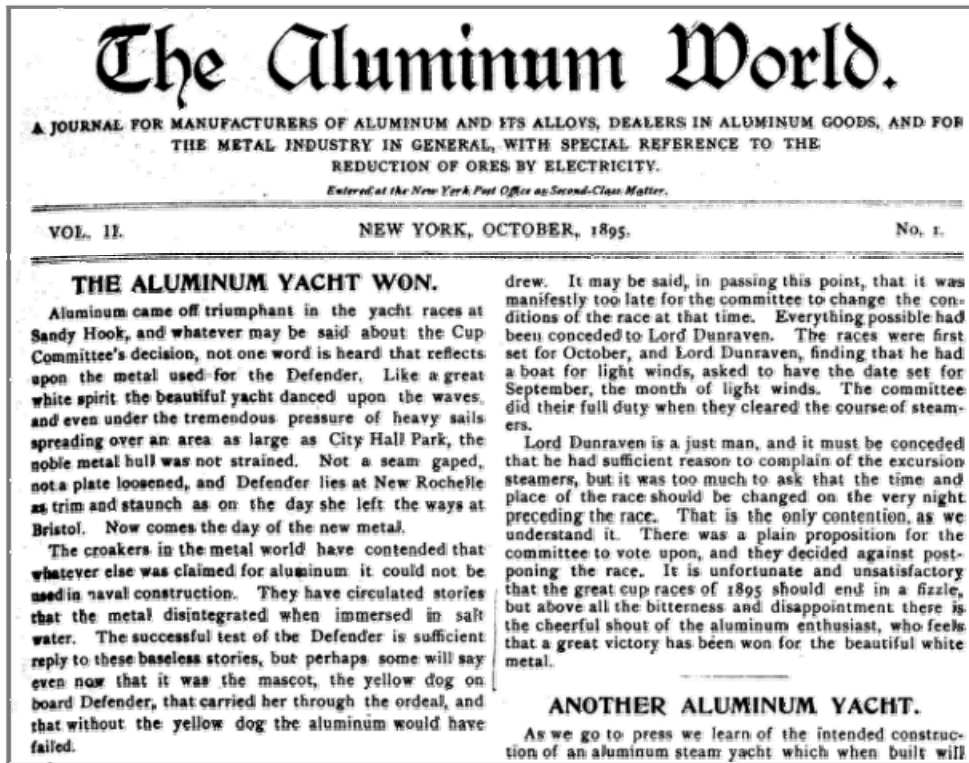 The Aluminum World.
A JOURNAL FOR MANUFACTURERS OF ALUMINUM AND ITS ALLOYS, DEALERS IN ALUMINUM GOODS, AND FOR
THE METAL INDUSTRY IN GENERAL, WITH SPECIAL REFERENCE TO THE
REDUCTION OF ORES BY ELECTRICITY.
Entered at the New York Post Office as Second-Class Matter.
VOL. II. NEW YORK, OCTOBER, 1895. No. 1.
THE ALUMINUM YACHT WON.
Aluminum came off triumphant in the yacht races at
Sandy Hook, and whatever may be said about the Cup
Committee's decision, not one word is heard that reflects
upon the metal used for the Defender. Like a great
white spirit the beautiful yacht danced upon the waves,
and even under the tremendous pressure of heavy sails
spreading over an area as large as City Hall Park, the
noble metal hull was not strained. Not a seam gaped,
not a plate loosened, and Defender lies at New Rochelle
as trim and staunch as on the day she left the ways at
Bristol. Now comes the day of the new metal.
The croakers in the metal world have contended that
whatever else was claimed for aluminum it could not be
used in naval construction. They have circulated stories
that the metal disintegrated when immersed in salt
water. The successful test of the Defender is sufficient
reply to these baseless stories, but perhaps some will say
even now that it was the mascot, the yellow dog on
board Defender, that carried her through the ordeal, and
that without the yellow dog the aluminum would have
failed.
drew. It may be said, in passing this point, that it was
manifestly too late for the committee to change the con-
ditions of the race at that time. Everything possible had
been conceded to Lord Dunraven. The races were first
set for October, and Lord Dunraven, finding that he had
a boat for light winds, asked to have the date set for
September, the month of light winds. The committee
did their full duty when they cleared the course of steam-
ers.
Lord Dunraven is a just man, and it must be conceded
that he had sufficient reason to complain of the excursion
steamers, but it was too much to ask that the time and
place of the race should be changed on the very night
preceding the race. That is the only contention, as we
understand it. There was a plain proposition for the
committee to vote upon, and they decided against post-
poning the race. It is unfortunate and unsatisfactory
that the great cup races of 1895 should end in a fizzle,
but above all the bitterness and disappointment there is
the cheerful shout of the aluminum enthusiast, who feels
that a great victory has been won for the beautiful white
metal.
ANOTHER ALUMINUM YACHT.
As we go to press we learn of the intended construc-
tion of an aluminum steam yacht which when built will